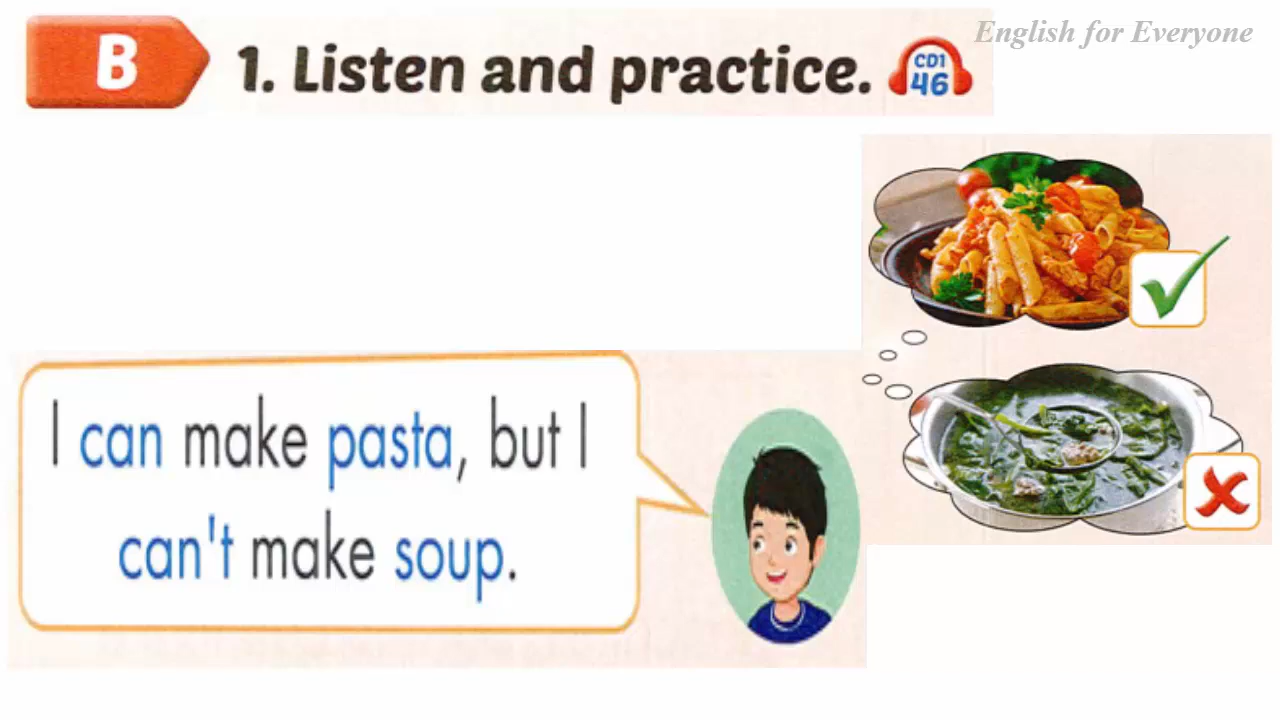 English for Everyone
B
1. Listen and practice.
CD1
46
I can make pasta, but I
can't make soup.